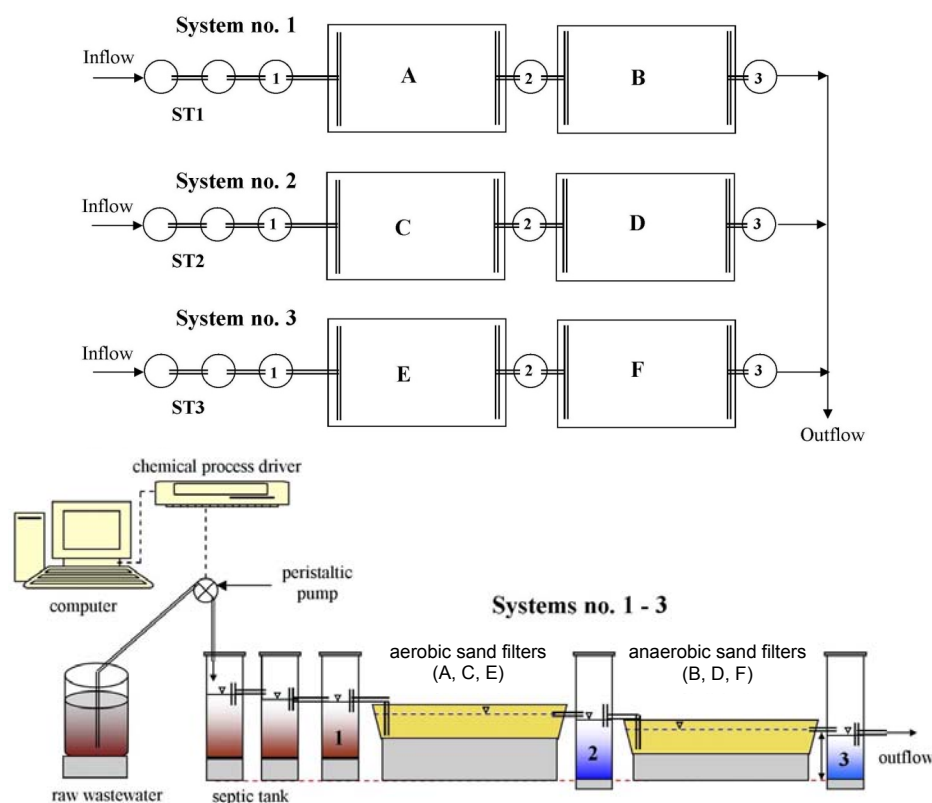 System no. 1
Inflow
1
A
2
B
3
ST1
System no. 2
Inflow
1
C
2
D
3
ST2
System no. 3
Inflow
1
E
2
F
3
ST3
Outflow
chemical process driver
computer
peristaltic
pump
Systems no. 1 - 3
aerobic sand filters
(A, C, E)
anaerobic sand filters
(B, D, F)
1
2
3
outflow
raw wastewater
septic tank